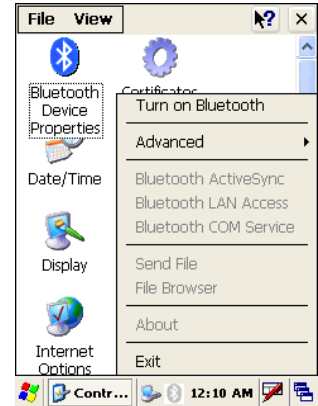 File View
Bluetooth
Device
Properties
Certificates
Date/Time
Display
Internet
Options
Turn on Bluetooth
Advanced
Bluetooth ActiveSync
Bluetooth LAN Access
Bluetooth COM Service
Send File
File Browser
About
Exit
Contr... 12:10 AM